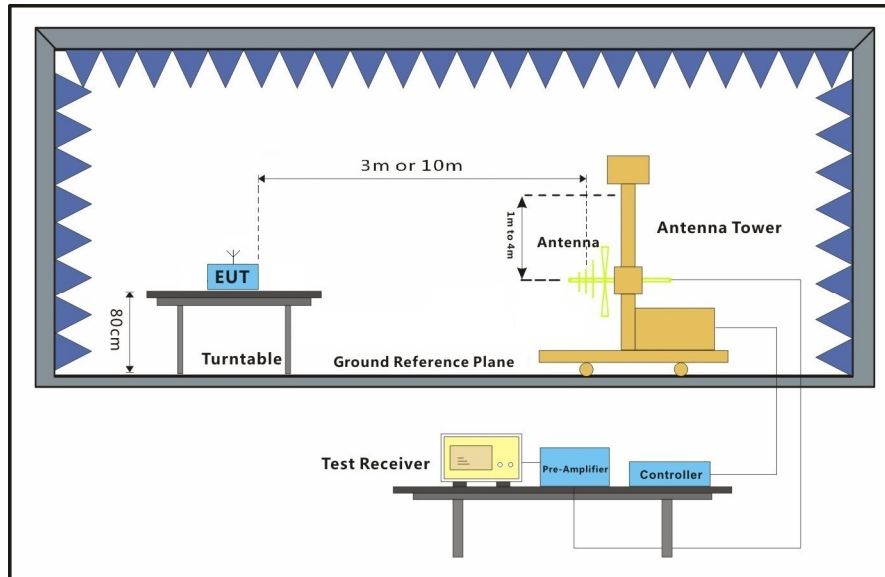 3m or 10m
1m to 4m
Antenna
Antenna Tower
EUT
80cm
Turntable
Ground Reference Plane
Test Receiver
Pre-Amplifier
Controller